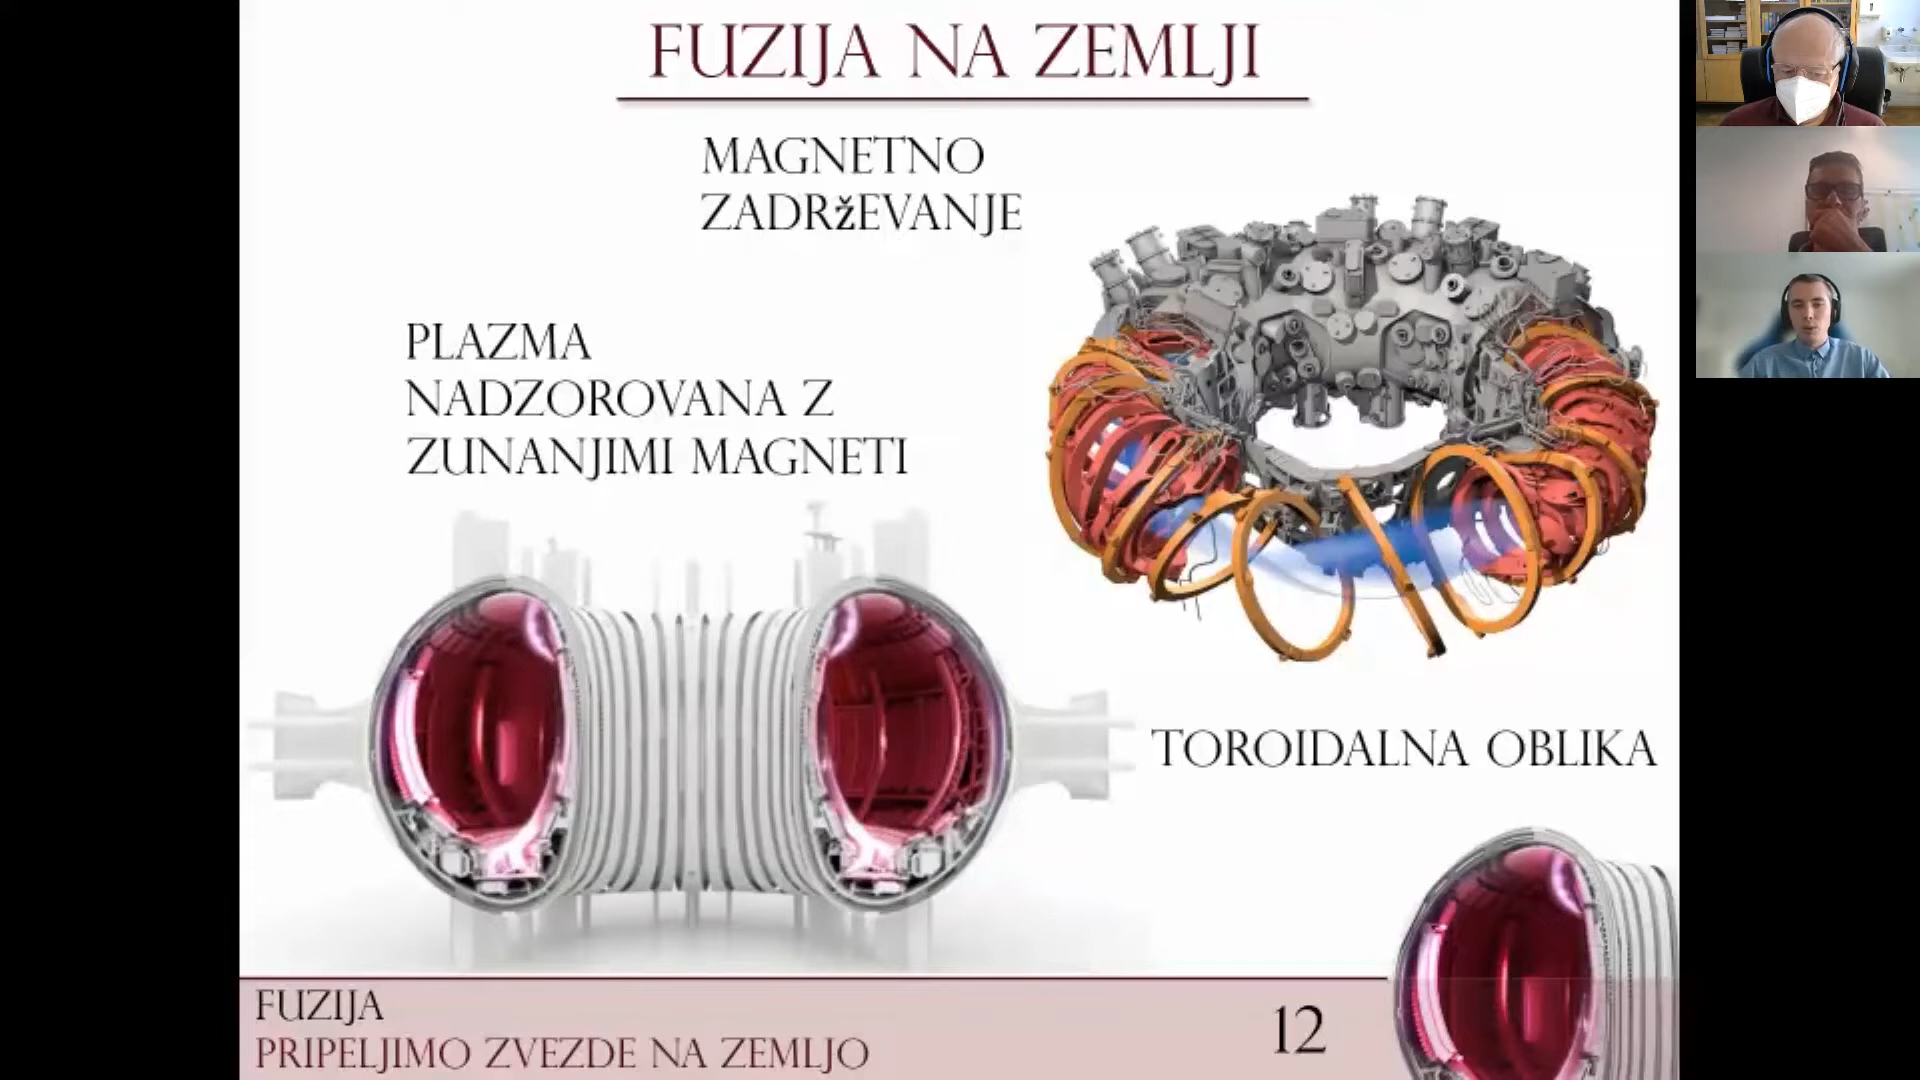 FUZIJA NA ZEMLJI
MAGNETNO
ZADRŽEVANJE
PLAZMA
NADZOROVANA Z
ZUNANJIMI MAGNETI
TOROIDALNA OBLIKA
FUZIJA
PRIPELJIMO ZVEZDE NA ZEMLJO
12